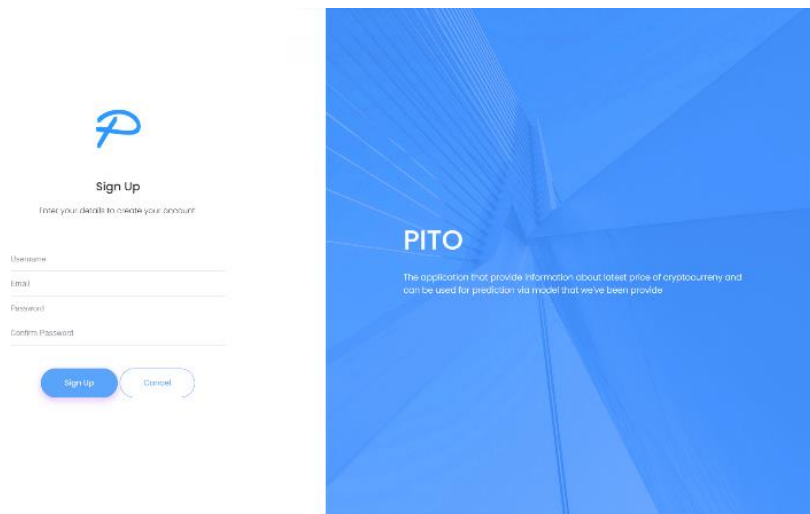 Sign Up
Enter your details to create your account
Username
Email
Password
Confirm Password
Sign Up
Cancel
PITO
The application that provide information about latest price of cryptocurreny and
can be used for prediction via model that we've been provide